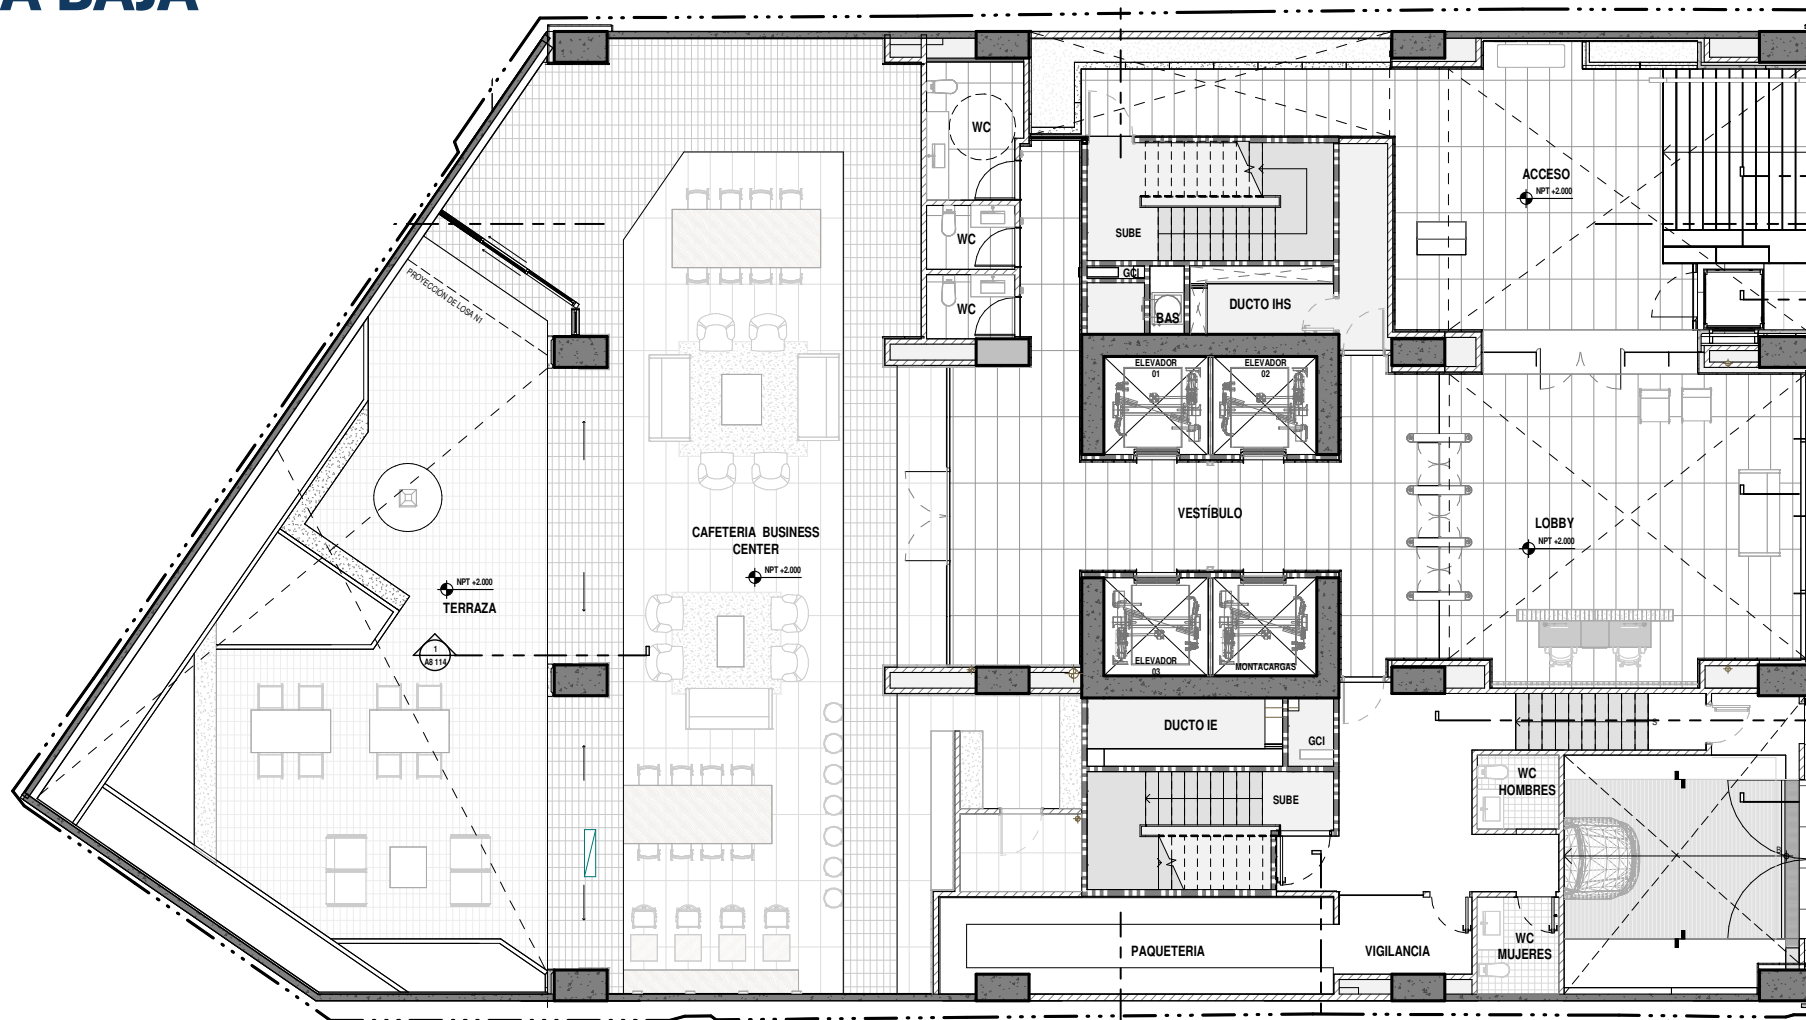 A BAJA
WC
ACCESO
NPT +2.000
SUBE
WC
GCI
PROYECCIÓN DE LOSA N1
WC
BAS
DUCTO IHS
ELEVADOR
01
ELEVADOR
02
VESTÍBULO
LOBBY
NPT +2.000
CAFETERIA BUSINESS
CENTER
NPT +2.000
NPT +2.000
TERRAZA
1
A8 114
ELEVADOR
03
MONTACARGAS
DUCTO IE
GCI
S
WC
HOMBRES
SUBE
B
PAQUETERIA
VIGILANCIA
WC
MUJERES